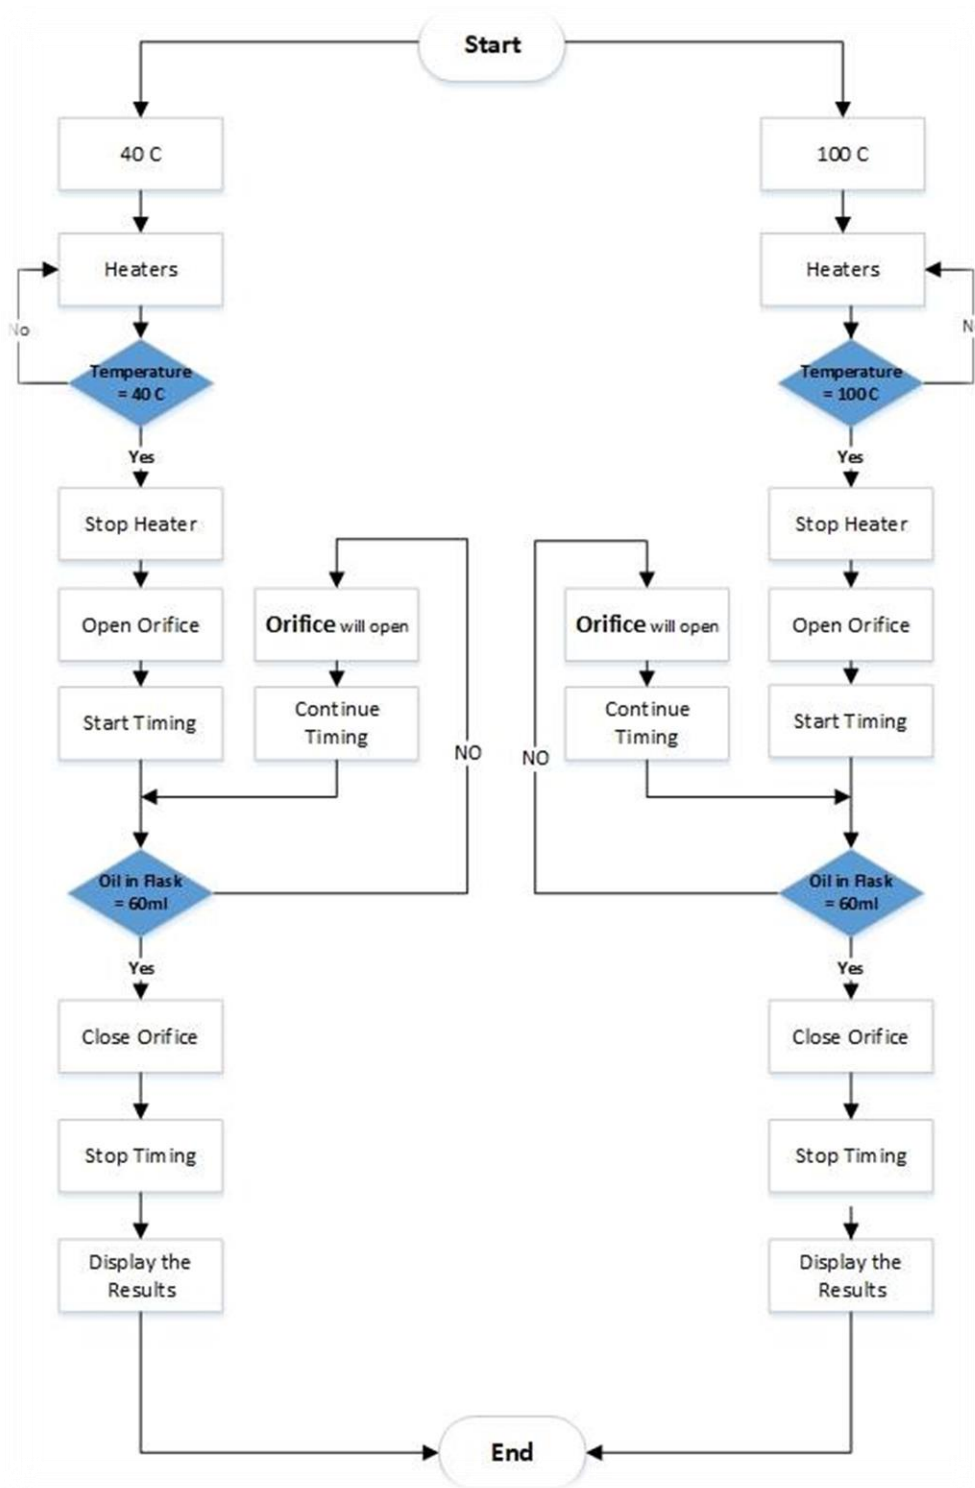 Start
40 C
Heaters
No
Temperature
= 40 C
Yes
Stop Heater
Open Orifice
Start Timing
Orifice will open
Continue
Timing
NO
Oil in Flask
= 60ml
Yes
Close Orifice
Stop Timing
Display the
Results
100 C
Heaters
N
Temperature
= 100C
Yes
Stop Heater
Open Orifice
Start Timing
Orifice will open
Continue
Timing
NO
Oil in Flask
= 60ml
Yes
Close Orifice
Stop Timing
Display the
Results
End